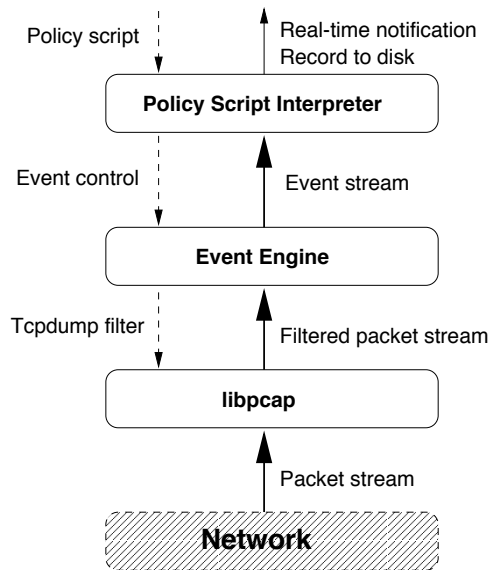 Policy script
Real-time notification
Record to disk
Policy Script Interpreter
Event control
Event stream
Event Engine
Tcpdump filter
Filtered packet stream
libpcap
Packet stream
Network